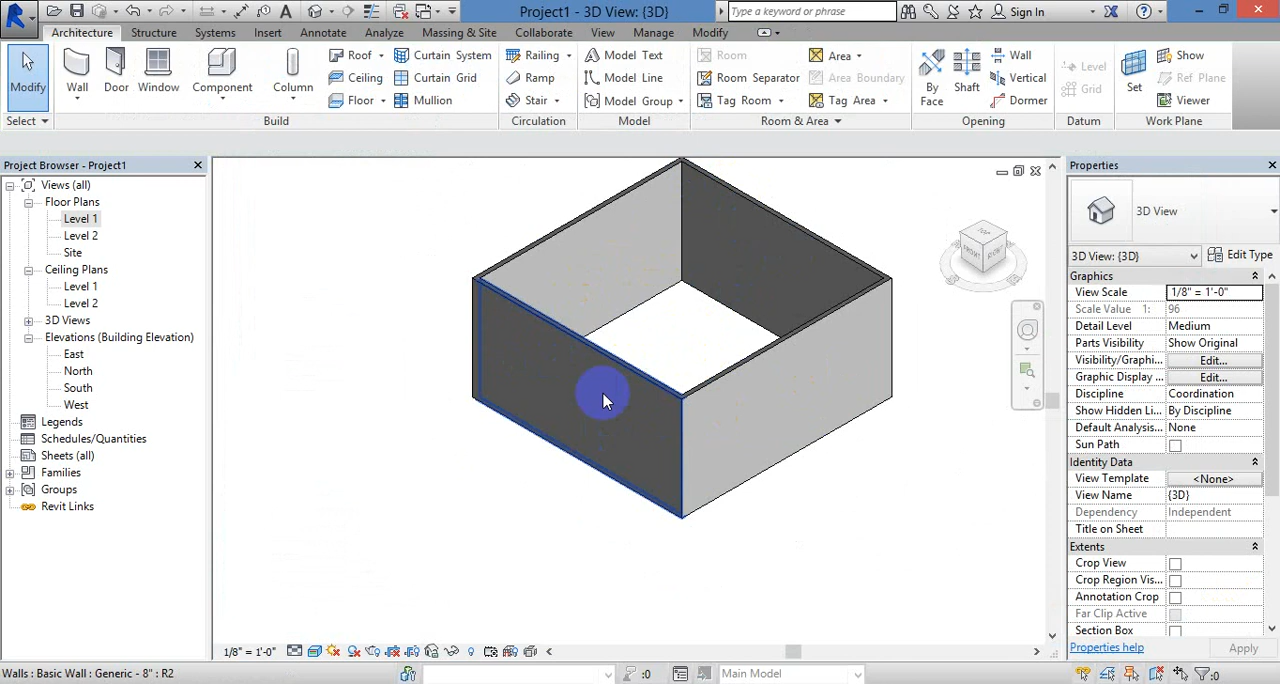 Project1 - 3D View: {3D}
Type a keyword or phrase
Sign In
Architecture Structure Systems Insert Annotate Analyze Massing & Site Collaborate View Manage Modify
Modify
Select
Wall
Door
Window
Component
Column
Roof
Ceiling
Floor
Curtain System
Curtain Grid
Mullion
Build
Railing
Ramp
Stair
Circulation
Model Text
Model Line
Model Group
Model
Room
Room Separator
Tag Room
Area
Area Boundary
Tag Area
Room & Area
By
Face
Shaft
Wall
Vertical
Dormer
Opening
Level
Grid
Datum
Set
Show
Ref Plane
Viewer
Work Plane
Project Browser - Project1
Views (all)
Floor Plans
Level 1
Level 2
Site
Ceiling Plans
Level 1
Level 2
3D Views
Elevations (Building Elevation)
East
North
South
West
Legends
Schedules/Quantities
Sheets (all)
Families
Groups
Revit Links
TOP
FRONT
Properties
3D View
3D View: {3D} Edit Type
Graphics
View Scale 1/8" = 1'-0"
Scale Value 1: 96
Detail Level Medium
Parts Visibility Show Original
Visibility/Graphi... Edit...
Graphic Display ... Edit...
Discipline Coordination
Show Hidden Li... By Discipline
Default Analysis... None
Sun Path
Identity Data
View Template <None>
View Name {3D}
Dependency Independent
Title on Sheet
Extents
Crop View
Crop Region Vis...
Annotation Crop
Far Clip Active
Section Box
Properties help Apply
1/8" = 1'-0"
Walls : Basic Wall : Generic - 8" : R2
:0
Main Model
:0